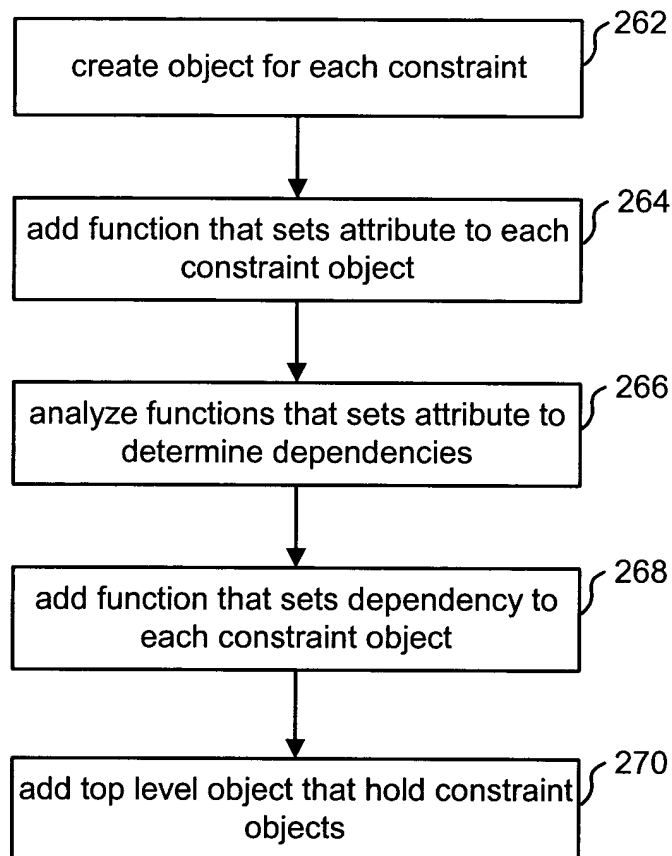 262
create object for each constraint
264
add function that sets attribute to each
constraint object
266
analyze functions that sets attribute to
determine dependencies
268
add function that sets dependency to
each constraint object
270
add top level object that hold constraint
objects